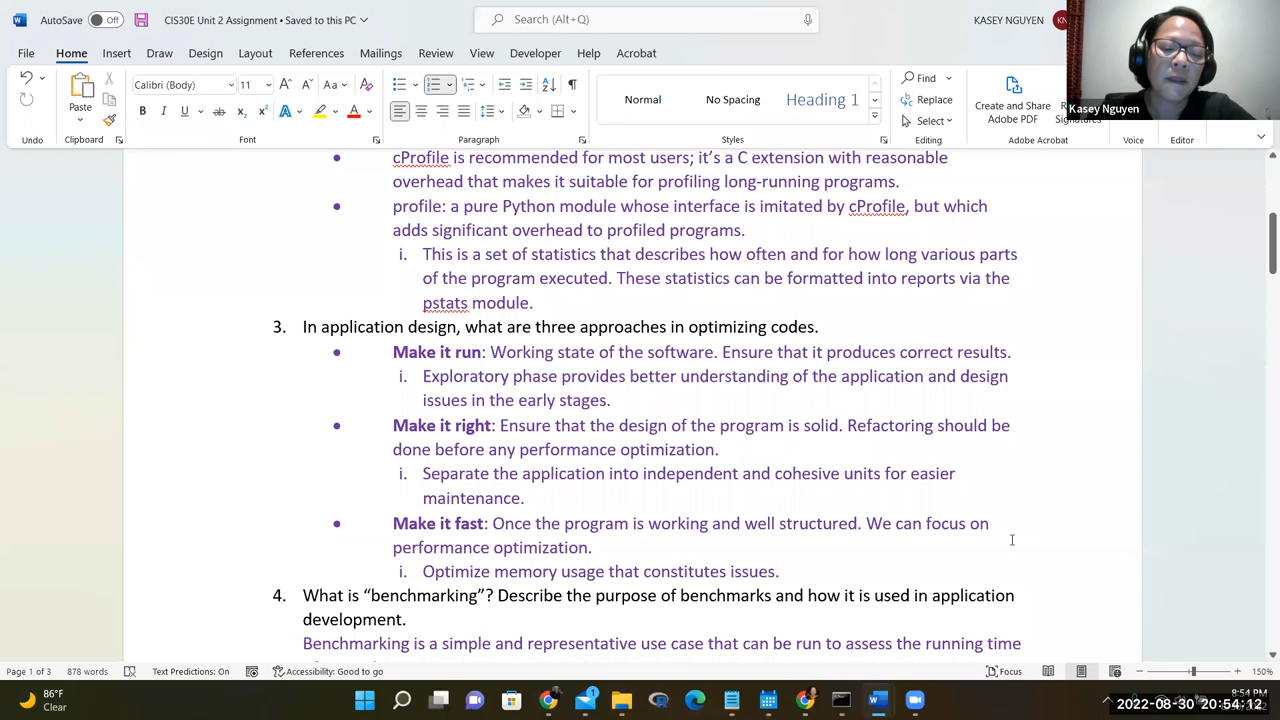 AutoSave Off CIS30E Unit 2 Assignment • Saved to this PC Search (Alt+Q) KASEY NGUYEN
File Home Insert Draw Design Layout References Mailings Review View Developer Help Acrobat
Calibri (Body) 11 Aa Find
Paste Normal No Spacing Heading 1 Replace Create and Share
Adobe PDF
Select
Kasey Nguyen
Undo Clipboard Font Paragraph Styles Editing Adobe Acrobat Voice Editor
• cProfile is recommended for most users; it's a C extension with reasonable
overhead that makes it suitable for profiling long-running programs.
• profile: a pure Python module whose interface is imitated by cProfile, but which
adds significant overhead to profiled programs.
i. This is a set of statistics that describes how often and for how long various parts
of the program executed. These statistics can be formatted into reports via the
pstats module.
3. In application design, what are three approaches in optimizing codes.
• Make it run: Working state of the software. Ensure that it produces correct results.
i. Exploratory phase provides better understanding of the application and design
issues in the early stages.
• Make it right: Ensure that the design of the program is solid. Refactoring should be
done before any performance optimization.
i. Separate the application into independent and cohesive units for easier
maintenance.
• Make it fast: Once the program is working and well structured. We can focus on
performance optimization.
i. Optimize memory usage that constitutes issues.
4. What is “benchmarking”? Describe the purpose of benchmarks and how it is used in application
development.
Benchmarking is a simple and representative use case that can be run to assess the running time
Page 1 of 3 878 words Text Predictions: On Accessibility: Good to go Focus 150%
86°F
Clear
8:54 PM
2022-08-30 20:54:12